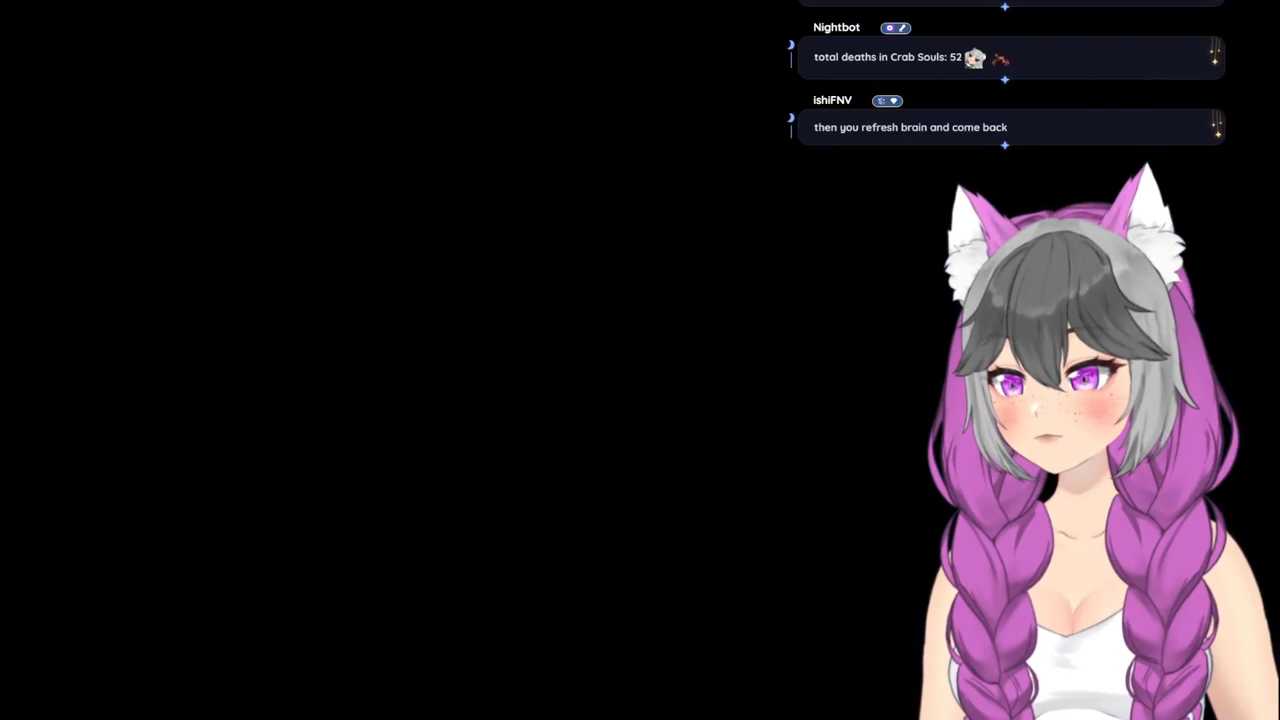 Nightbot
total deaths in Crab Souls: 52
ishiFNV
then you refresh brain and come back